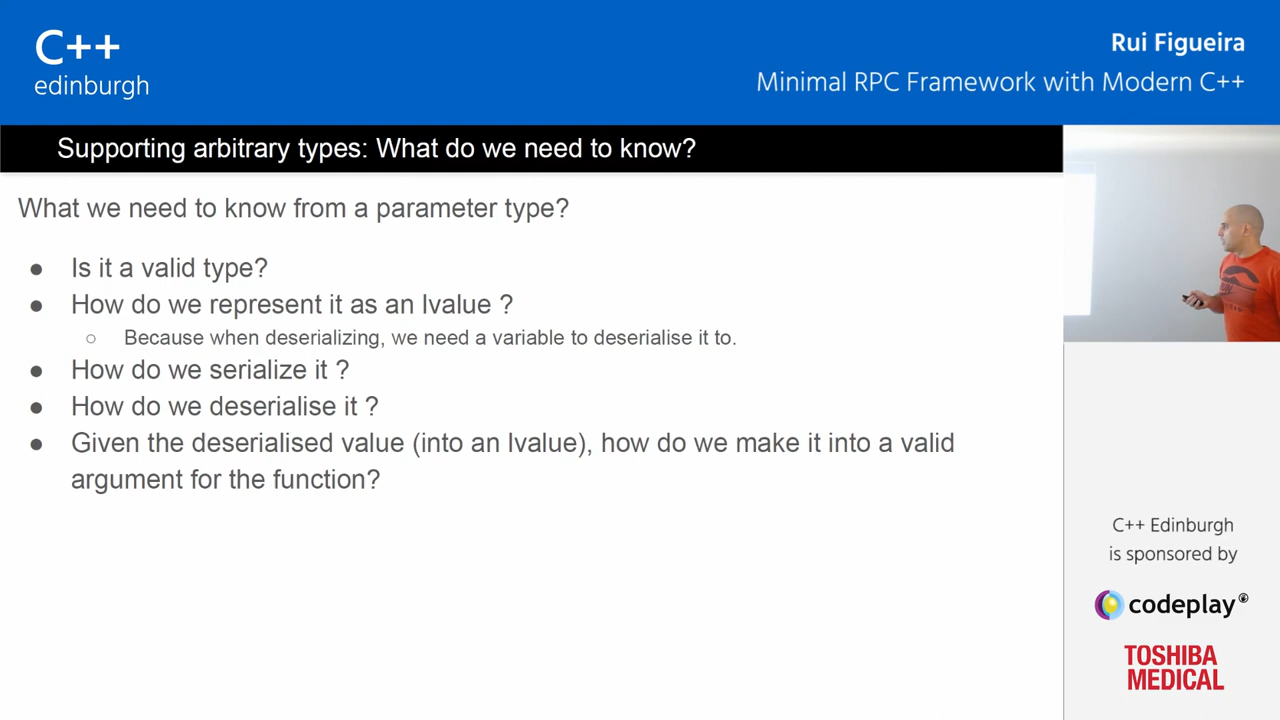 C++
edinburgh
Rui Figueira
Minimal RPC Framework with Modern C++
Supporting arbitrary types: What do we need to know?
What we need to know from a parameter type?
● Is it a valid type?
● How do we represent it as an lvalue ?
○ Because when deserializing, we need a variable to deserialise it to.
● How do we serialize it ?
● How do we deserialise it ?
● Given the deserialised value (into an lvalue), how do we make it into a valid
argument for the function?
C++ Edinburgh
is sponsored by
codeplay®
TOSHIBA
MEDICAL